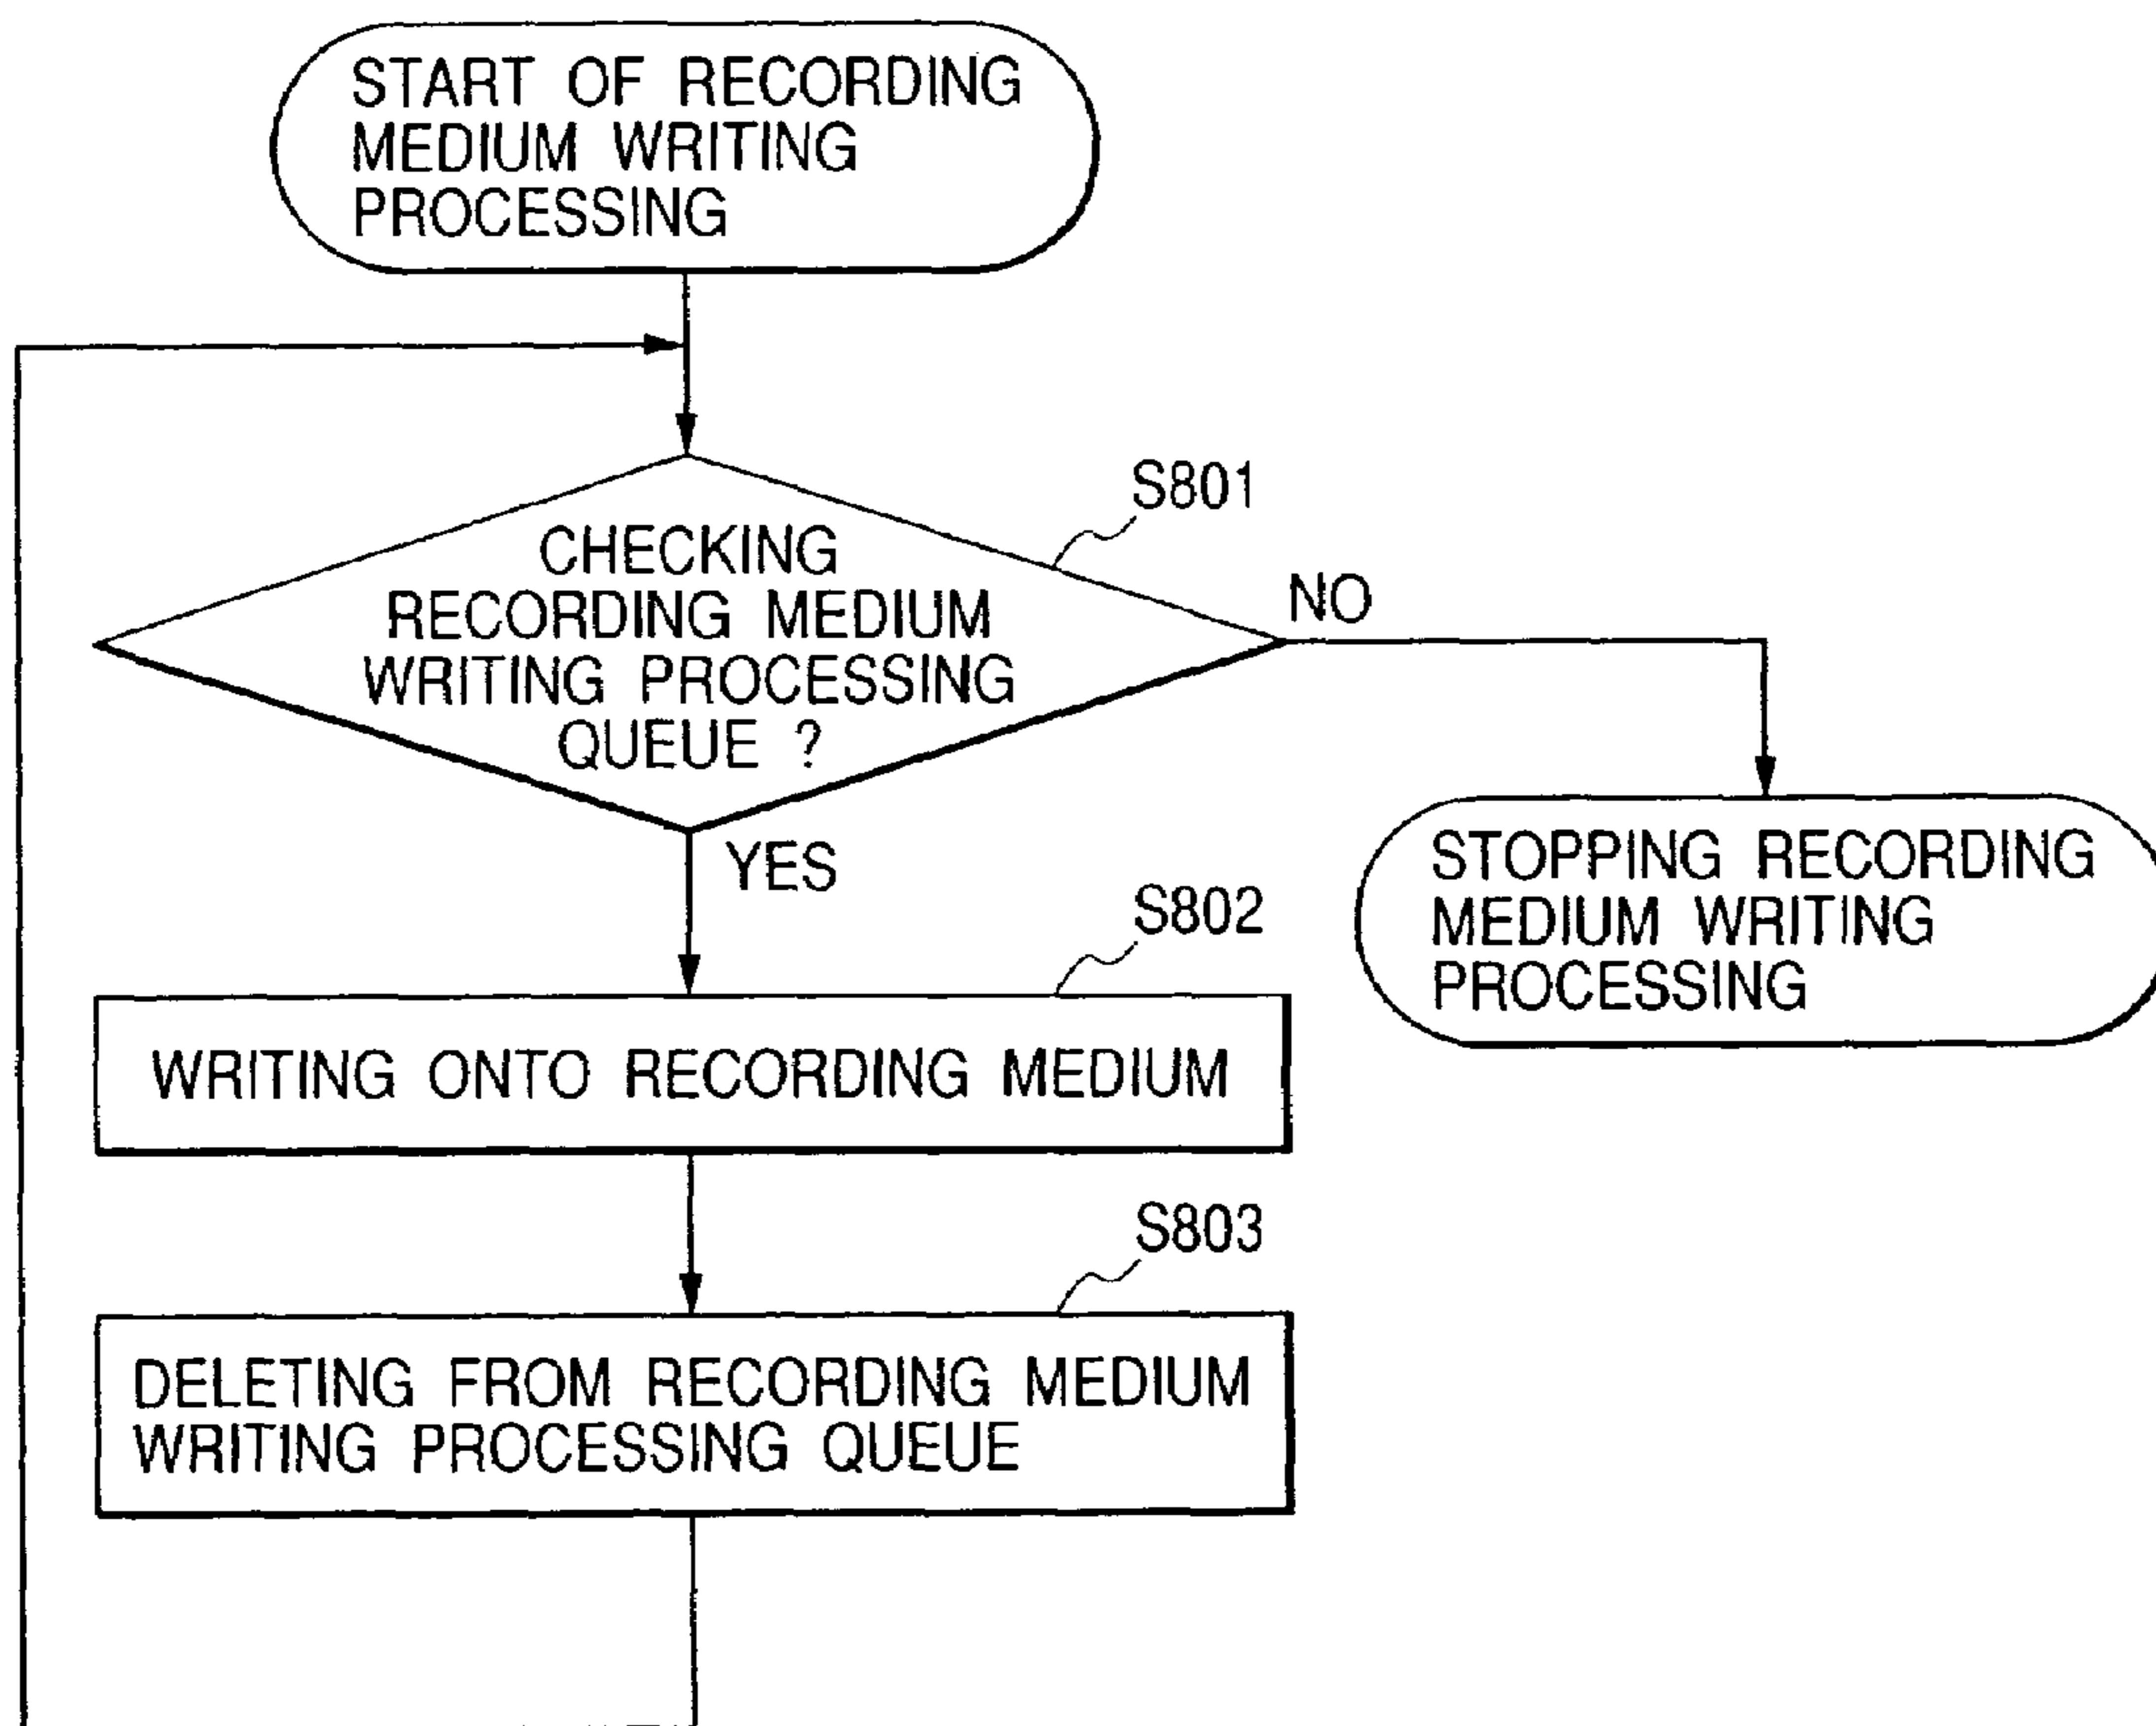 START OF RECORDING
MEDIUM WRITING
PROCESSING
S801
CHECKING
RECORDING MEDIUM
WRITING PROCESSING
QUEUE ?
NO
YES
STOPPING RECORDING
MEDIUM WRITING
PROCESSING
S802
WRITING ONTO RECORDING MEDIUM
S803
DELETING FROM RECORDING MEDIUM
WRITING PROCESSING QUEUE